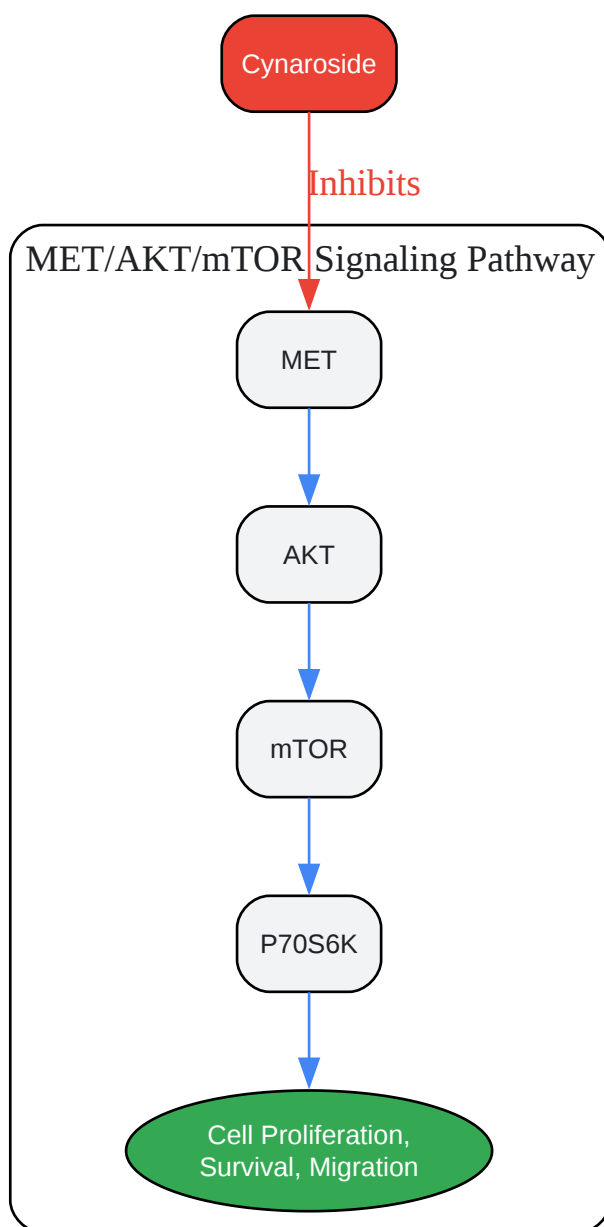 Cynaroside
Inhibits
MET/AKT/mTOR Signaling Pathway
MET
AKT
mTOR
P70S6K
Cell Proliferation,
Survival, Migration